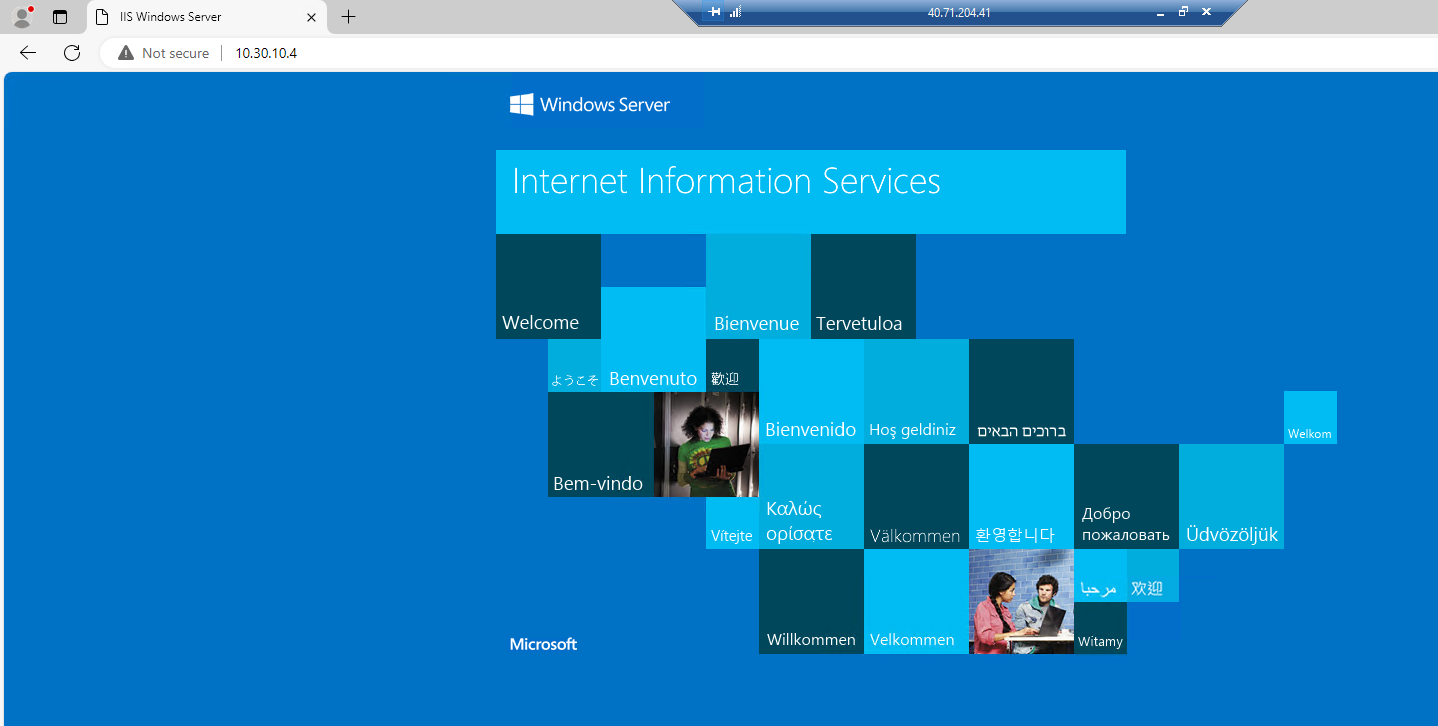 IIS Windows Server
40.71.204.41
Not secure
10.30.10.4
Windows Server
Internet Information Services
Welcome
Bienvenue
Tervetuloa
ようこそ
Benvenuto
歡迎
Bienvenido
Hoş geldiniz
ברוכים הבאים
Welkom
Bem-vindo
Vítejte
Καλώς
ορίσατε
Välkommen
환영합니다
Добро
пожаловать
Üdvözöljük
مرحبا
欢迎
Willkommen
Velkommen
Witamy
Microsoft